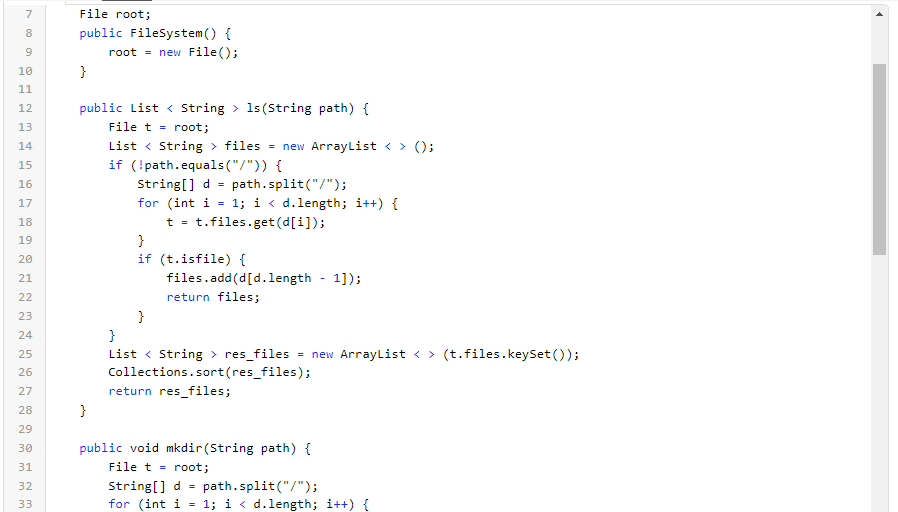 7 File root;
8 public FileSystem() {
9 root = new File();
10 }
11
12 public List < String > ls(String path) {
13 File t = root;
14 List < String > files = new ArrayList < > ();
15 if (!path.equals("/")) {
16 String[] d = path.split("/");
17 for (int i = 1; i < d.length; i++) {
18 t = t.files.get(d[i]);
19 }
20 if (t.isfile) {
21 files.add(d[d.length - 1]);
22 return files;
23 }
24 }
25 List < String > res_files = new ArrayList < > (t.files.keySet());
26 Collections.sort(res_files);
27 return res_files;
28 }
29
30 public void mkdir(String path) {
31 File t = root;
32 String[] d = path.split("/");
33 for (int i = 1; i < d.length; i++) {